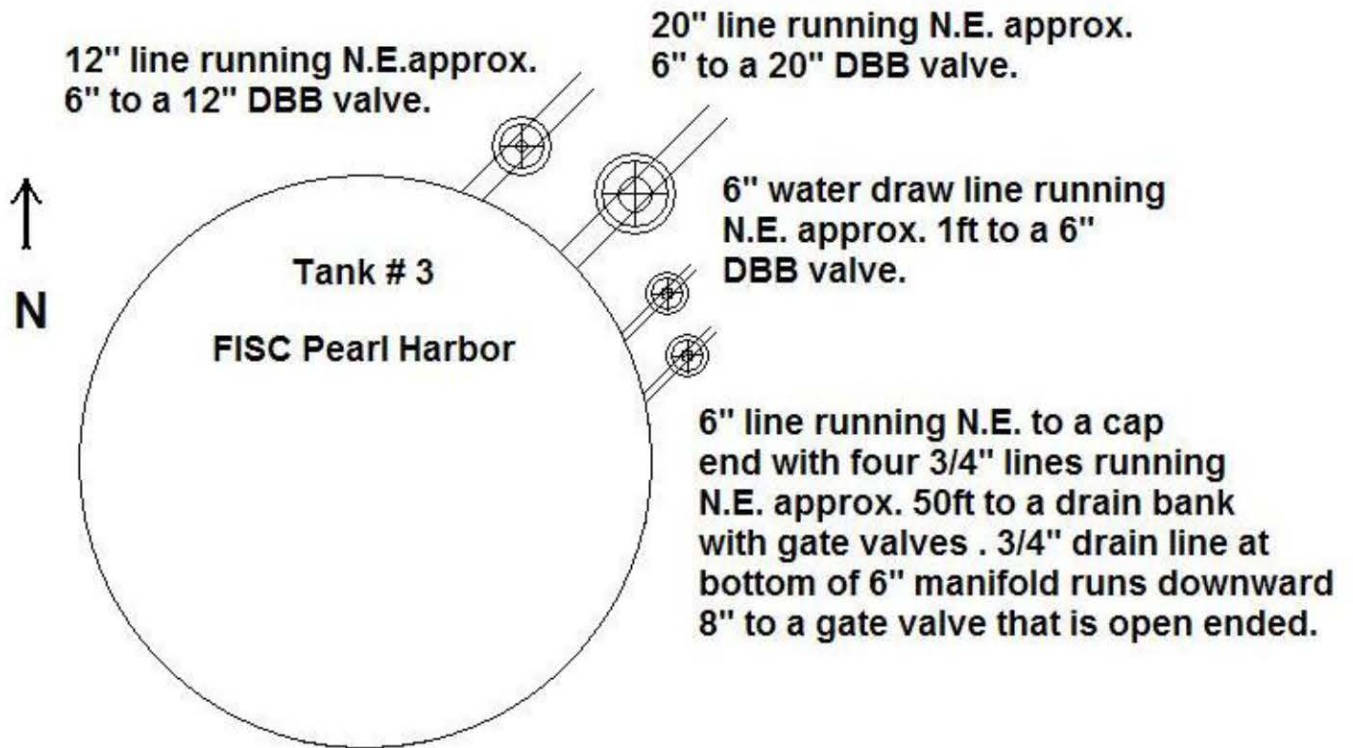 12" line running N.E.approx.
6" to a 12" DBB valve.
20" line running N.E. approx.
6" to a 20" DBB valve.
6" water draw line running
N.E. approx. 1ft to a 6"
DBB valve.
N
Tank # 3
FISC Pearl Harbor
6" line running N.E. to a cap
end with four 3/4" lines running
N.E. approx. 50ft to a drain bank
with gate valves . 3/4" drain line at
bottom of 6" manifold runs downward
8" to a gate valve that is open ended.